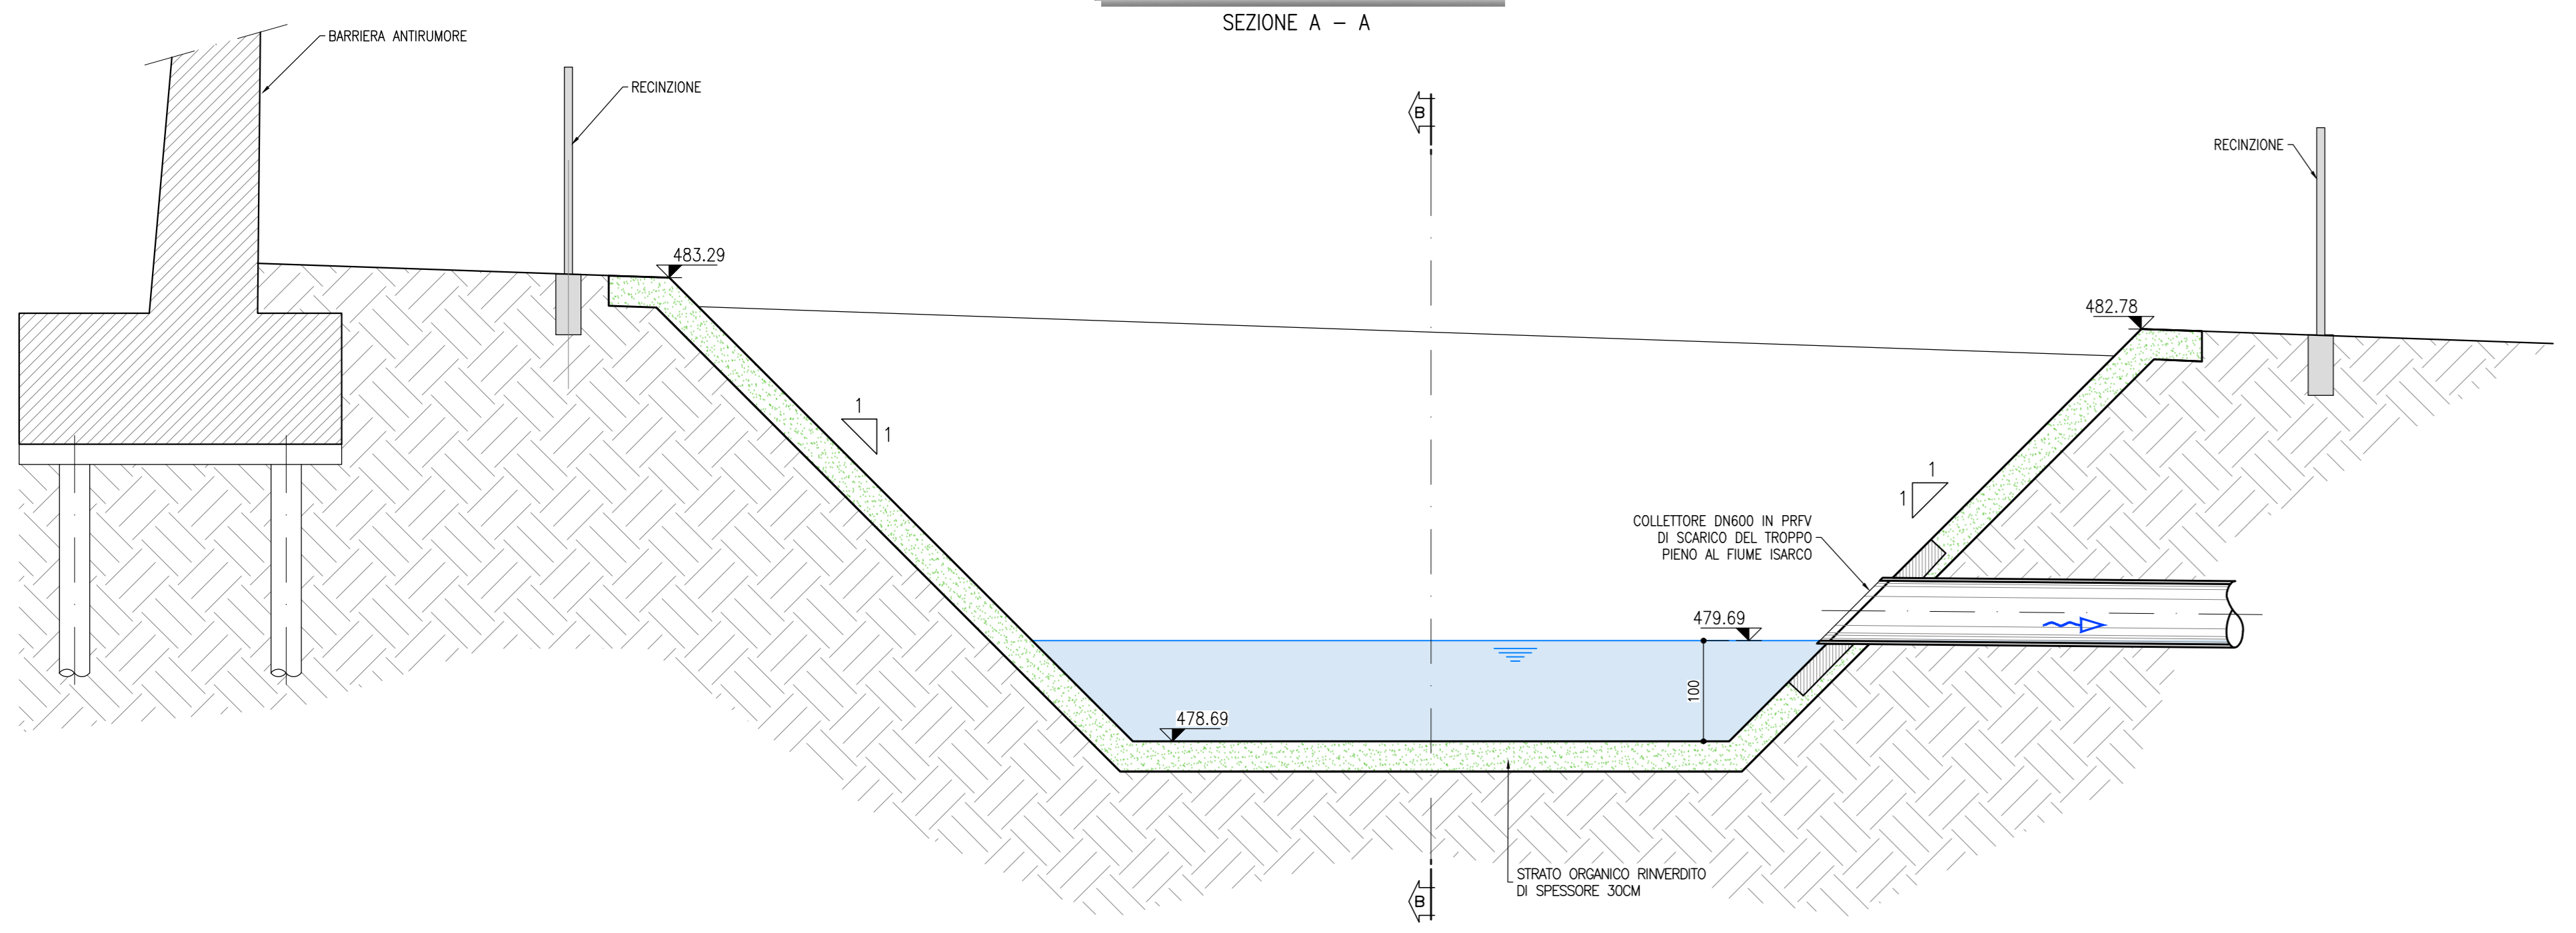 SEZIONE A – A
BARRIERA ANTIRUMORE
RECINZIONE
B
RECINZIONE
483.29
482.78
1
1
1
1
COLLETTORE DN600 IN PRFV
DI SCARICO DEL TROPPO
PIENO AL FIUME ISARCO
479.69
100
478.69
STRATO ORGANICO RINVERDITO
DI SPESSORE 30CM
B